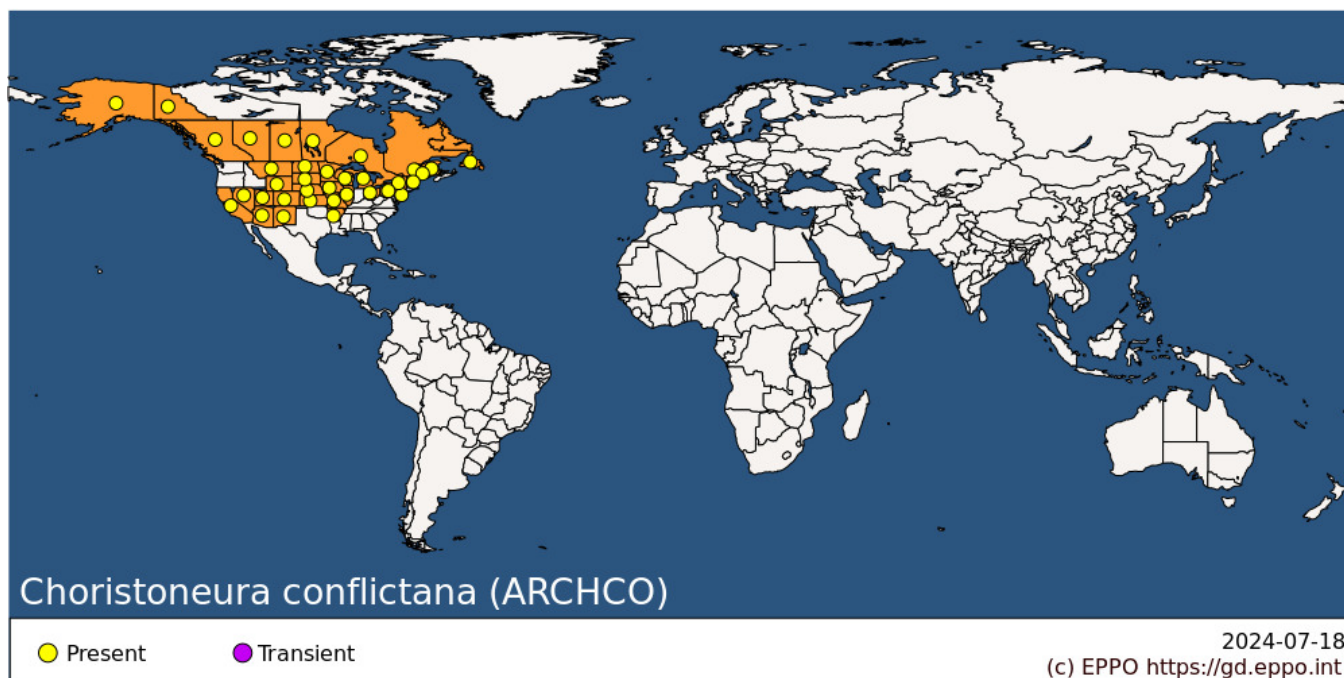 Choristoneura conflictana (ARCHCO)
Present
Transient
2024-07-18
(c) EPPO https://gd.eppo.int